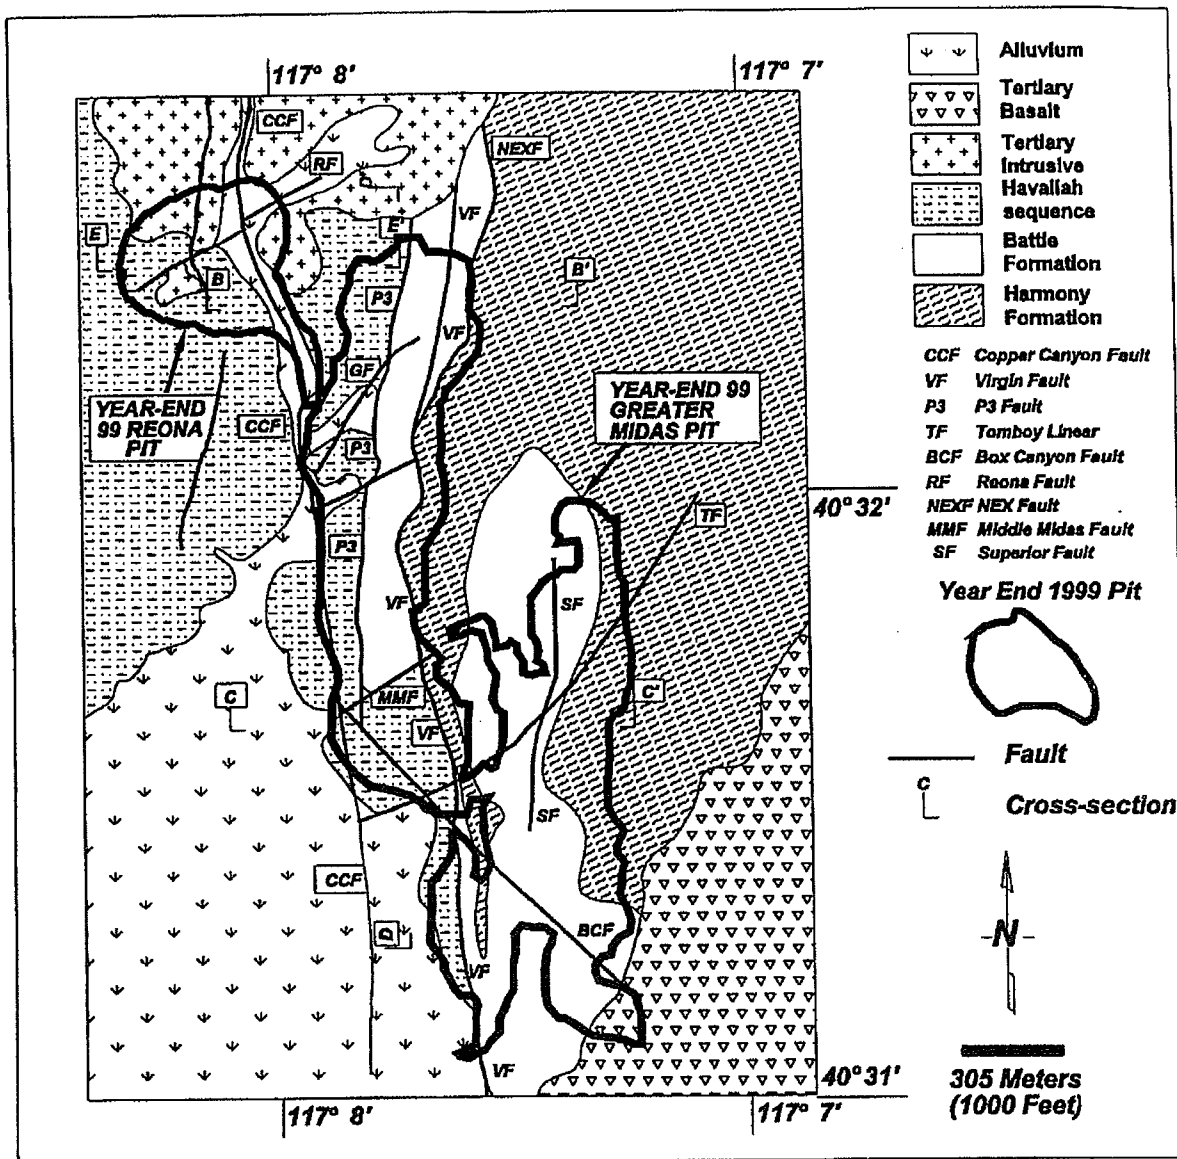 117° 8'
117° 7'
CCF
RF
NEXF
D'
VF
E
E'
B
B'
P3
VF
GF
YEAR-END
99 REONA
PIT
CCF
P3
YEAR-END 99
GREATER
MIDAS PIT
TF
P3
VF
SF
C
MMF
VF
C'
SF
CCF
D
BCF
VF
VF
40° 32'
40° 31'
117° 8'
117° 7'
Alluvium
Tertiary
Basalt
Tertiary
Intrusive
Havallah
sequence
Battle
Formation
Harmony
Formation
CCF Copper Canyon Fault
VF Virgin Fault
P3 P3 Fault
TF Tomboy Linear
BCF Box Canyon Fault
RF Reona Fault
NEXF NEX Fault
MMF Middle Midas Fault
SF Superior Fault
Year End 1999 Pit
Fault
C
Cross-section
N
305 Meters
(1000 Feet)